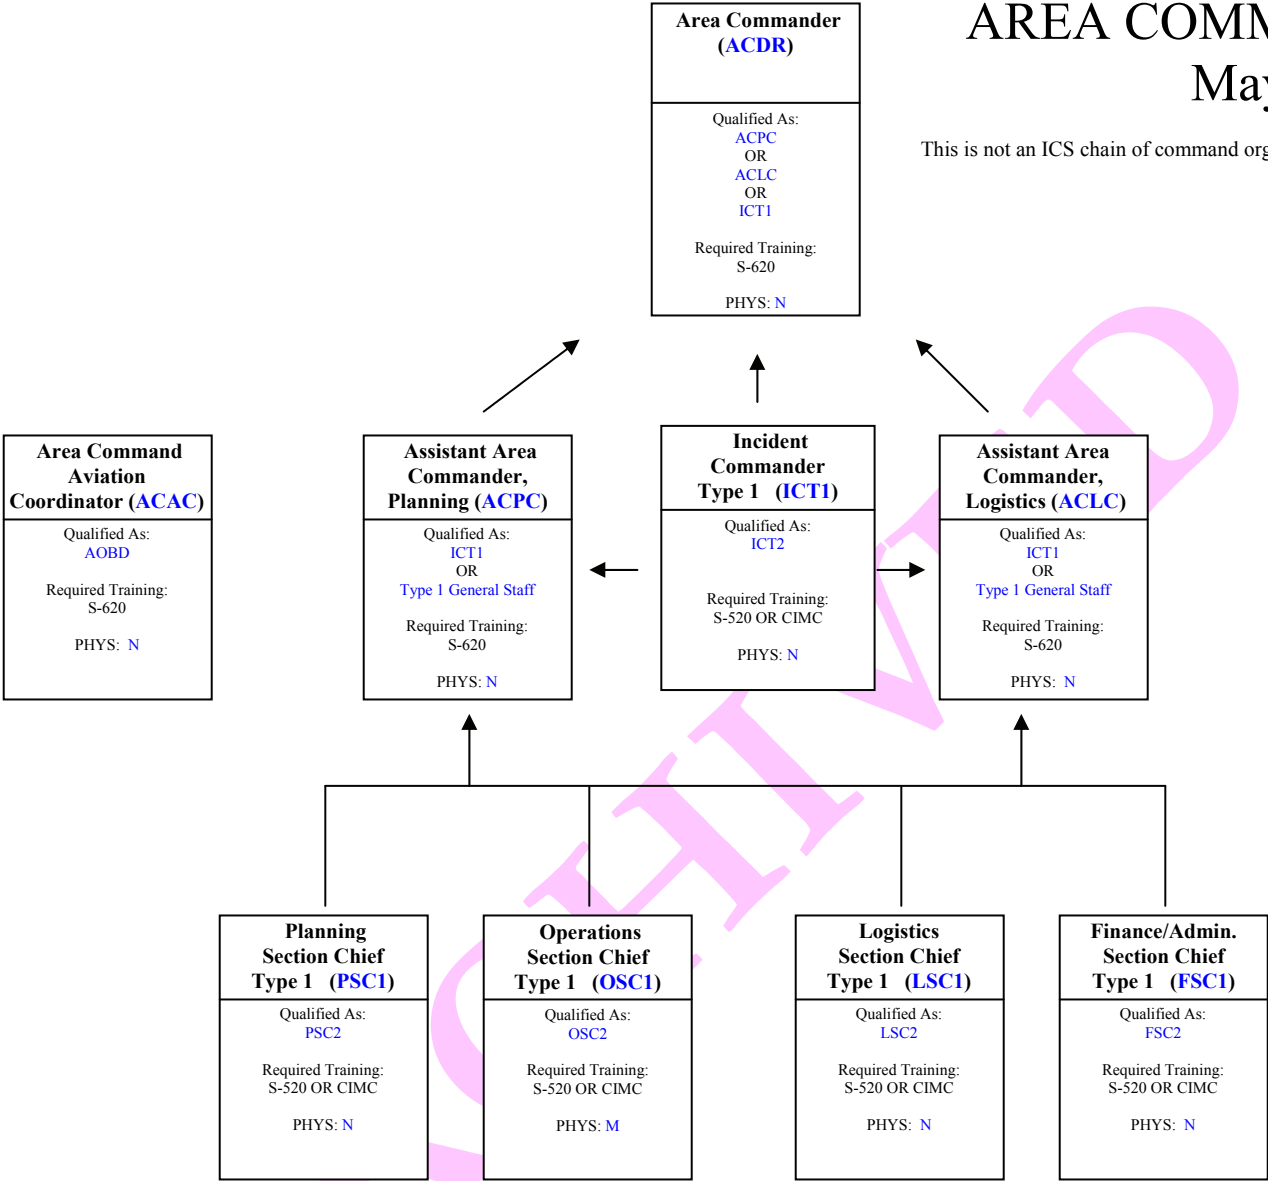 Area Commander
(ACDR)
Qualified As:
ACPC
OR
ACLC
OR
ICT1
Required Training:
S-620
PHYS: N
AREA COMM
May
This is not an ICS chain of command org
Area Command
Aviation
Coordinator (ACAC)
Qualified As:
AOBD
Required Training:
S-620
PHYS: N
Assistant Area
Commander,
Planning (ACPC)
Qualified As:
ICT1
OR
Type 1 General Staff
Required Training:
S-620
PHYS: N
Incident
Commander
Type 1 (ICT1)
Qualified As:
ICT2
Required Training:
S-520 OR CIMC
PHYS: N
Assistant Area
Commander,
Logistics (ACLC)
Qualified As:
ICT1
OR
Type 1 General Staff
Required Training:
S-620
PHYS: N
Planning
Section Chief
Type 1 (PSC1)
Qualified As:
PSC2
Required Training:
S-520 OR CIMC
PHYS: N
Operations
Section Chief
Type 1 (OSC1)
Qualified As:
OSC2
Required Training:
S-520 OR CIMC
PHYS: M
Logistics
Section Chief
Type 1 (LSC1)
Qualified As:
LSC2
Required Training:
S-520 OR CIMC
PHYS: N
Finance/Admin.
Section Chief
Type 1 (FSC1)
Qualified As:
FSC2
Required Training:
S-520 OR CIMC
PHYS: N